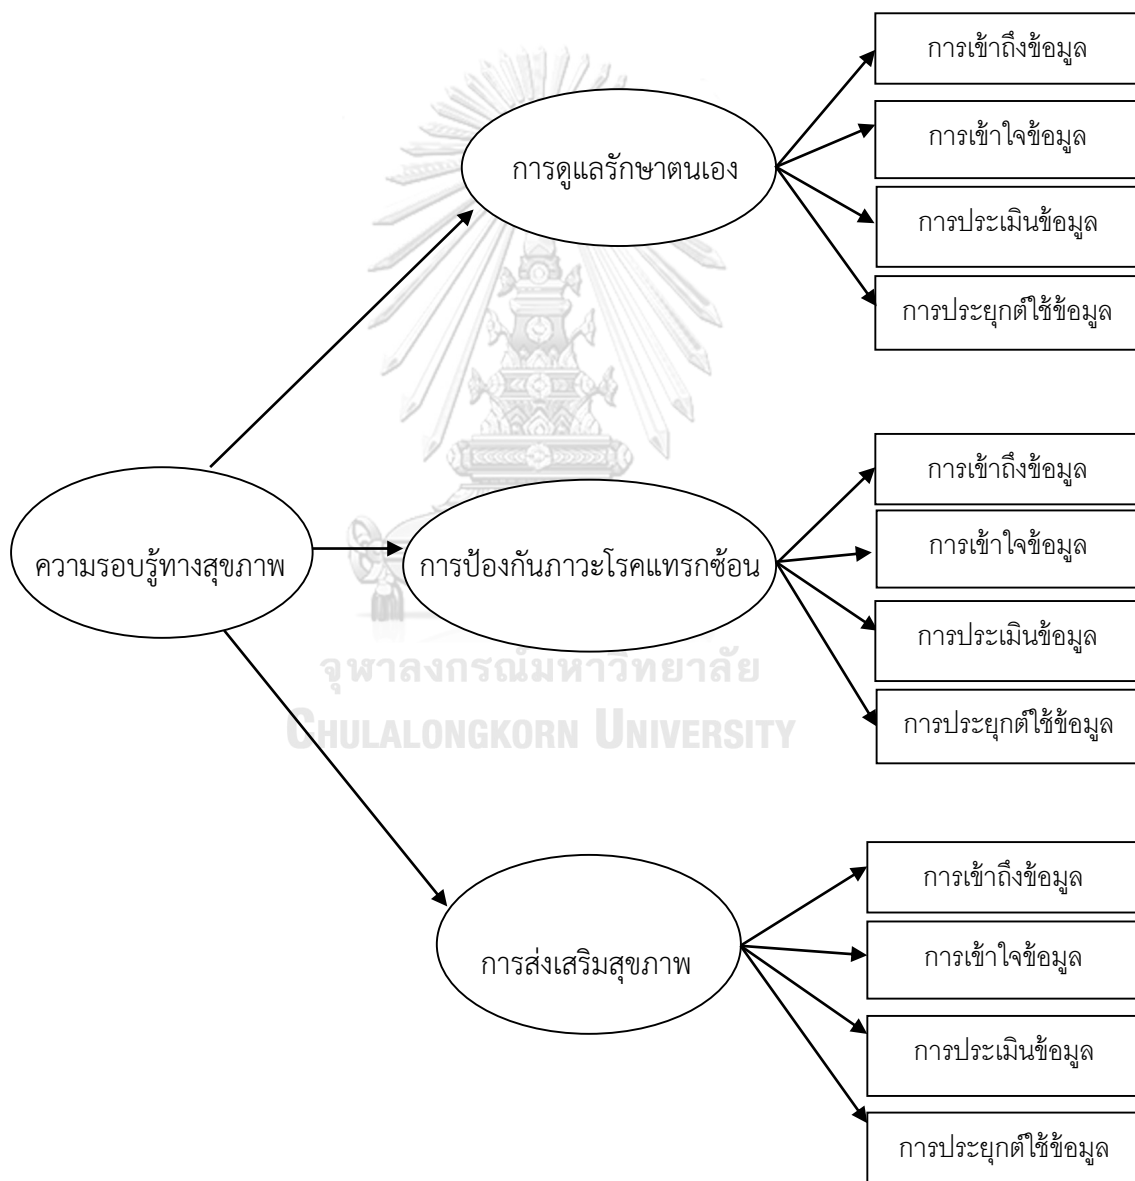 การเข้าถึงข้อมูล
การเข้าใจข้อมูล
การดูแลรักษาตนเอง
การประเมินข้อมูล
การประยุกต์ใช้ข้อมูล
การเข้าถึงข้อมูล
การเข้าใจข้อมูล
ความรอบรู้ทางสุขภาพ
การป้องกันภาวะโรคแทรกซ้อน
การประเมินข้อมูล
จุฬาลงกรณ์มหาวิทยาลัย
การประยุกต์ใช้ข้อมูล
CHULALONGKORN UNIVERSITY
การเข้าถึงข้อมูล
การเข้าใจข้อมูล
การส่งเสริมสุขภาพ
การประเมินข้อมูล
การประยุกต์ใช้ข้อมูล